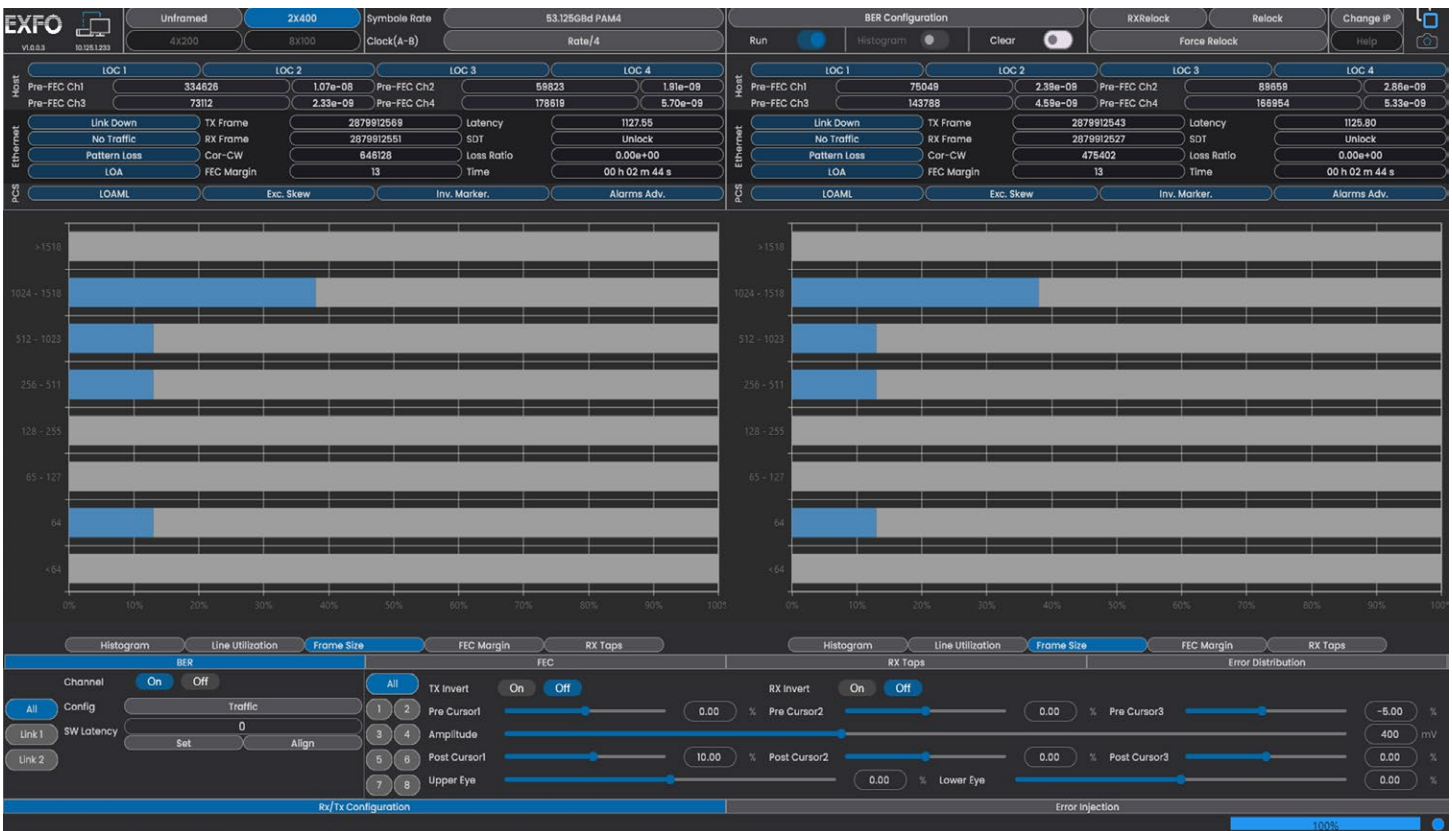 EXFO Unframed 2X400 Symbole Rate 53.125GBd PAM4 BER Configuration RXRelock Relock Change IP
V1.0.0.3 10.125.1.233 4X200 8X100 Clock(A-B) Rate/4 Run Histogram Clear Force Relock Help
Host LOC 1 LOC 2 LOC 3 LOC 4
Pre-FEC Ch1 334626 1.07e-08 Pre-FEC Ch2 59823 1.91e-09
Pre-FEC Ch3 73112 2.33e-09 Pre-FEC Ch4 178619 5.70e-09
Ethernet Link Down TX Frame 2879912569 Latency 1127.55
No Traffic RX Frame 2879912551 SDT Unlock
Pattern Loss Cor-CW 646128 Loss Ratio 0.00e+00
LOA FEC Margin 13 Time 00 h 02 m 44 s
PCS LOAML Exc. Skew Inv. Marker. Alarms Adv.
Host LOC 1 LOC 2 LOC 3 LOC 4
Pre-FEC Ch1 75049 2.39e-09 Pre-FEC Ch2 89659 2.86e-09
Pre-FEC Ch3 143788 4.59e-09 Pre-FEC Ch4 166954 5.33e-09
Ethernet Link Down TX Frame 2879912543 Latency 1125.80
No Traffic RX Frame 2879912527 SDT Unlock
Pattern Loss Cor-CW 475402 Loss Ratio 0.00e+00
LOA FEC Margin 13 Time 00 h 02 m 44 s
PCS LOAML Exc. Skew Inv. Marker. Alarms Adv.
>1518
1024 - 1518
512 - 1023
256 - 511
128 - 255
65 - 127
64
<64
0% 10% 20% 30% 40% 50% 60% 70% 80% 90% 100%
>1518
1024 - 1518
512 - 1023
256 - 511
128 - 255
65 - 127
64
<64
0% 10% 20% 30% 40% 50% 60% 70% 80% 90% 100%
Histogram Line Utilization Frame Size FEC Margin RX Taps
Histogram Line Utilization Frame Size FEC Margin RX Taps
BER FEC RX Taps Error Distribution
Channel On Off
All Config Traffic
Link 1 SW Latency 0
Set Align
Link 2
All TX Invert On Off RX Invert On Off
1 2 Pre Cursor1 0.00 % Pre Cursor2 0.00 % Pre Cursor3 -5.00 %
3 4 Amplitude 400 mV
5 6 Post Cursor1 10.00 % Post Cursor2 0.00 % Post Cursor3 0.00 %
7 8 Upper Eye 0.00 % Lower Eye 0.00 %
Rx/Tx Configuration Error Injection
100%